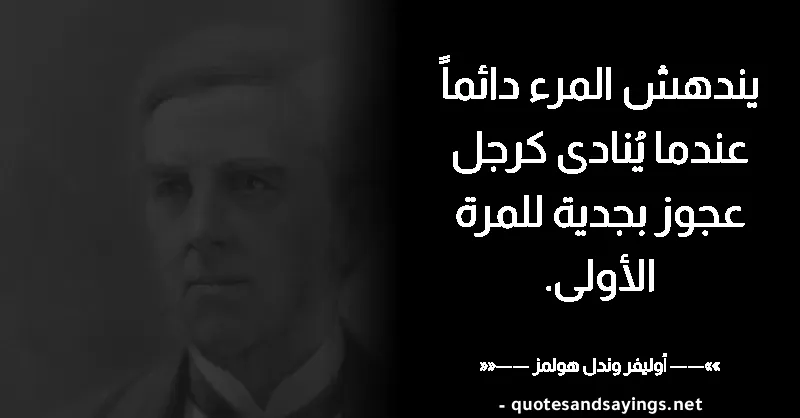 يندهش المرء دائماً
عندما يُنادى كرجل
عجوز بجدية للمرة
الأولى.
»»—— أوليفر وندل هولمز ——««
- quotesandsayings.net